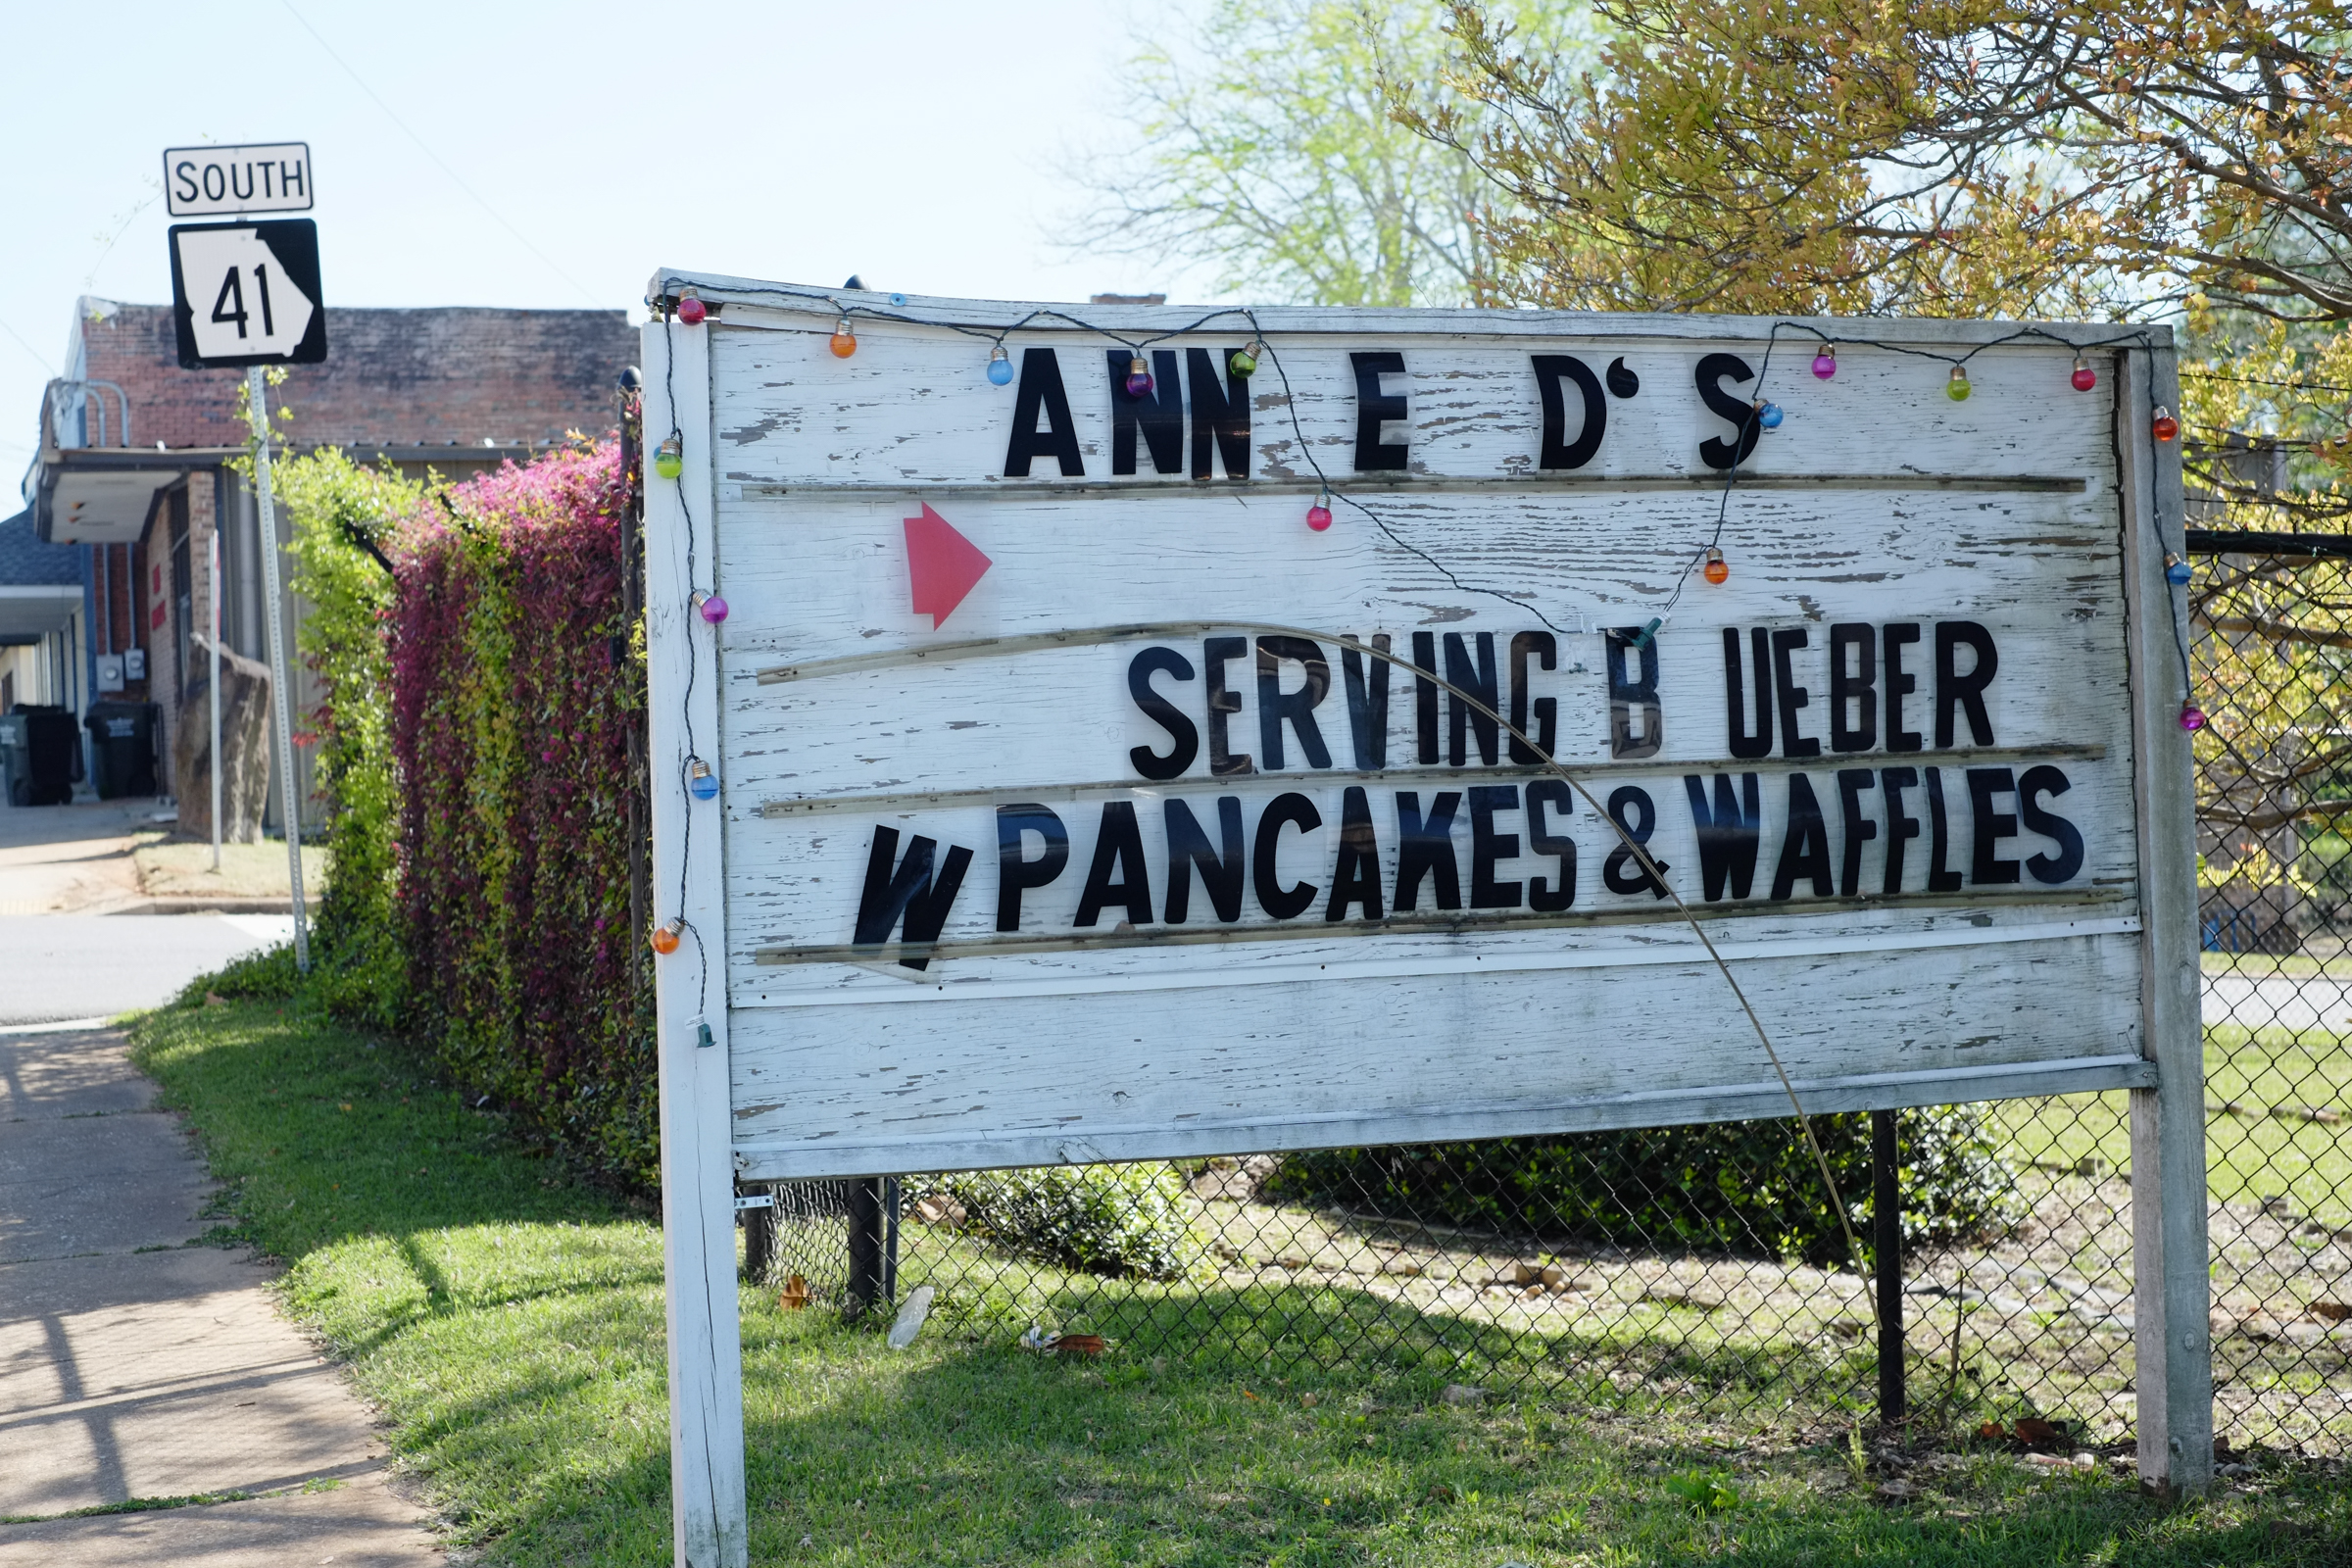 SOUTH
41
ANN E D'S
SERVING B UEBER
W PANCAKES & WAFFLES